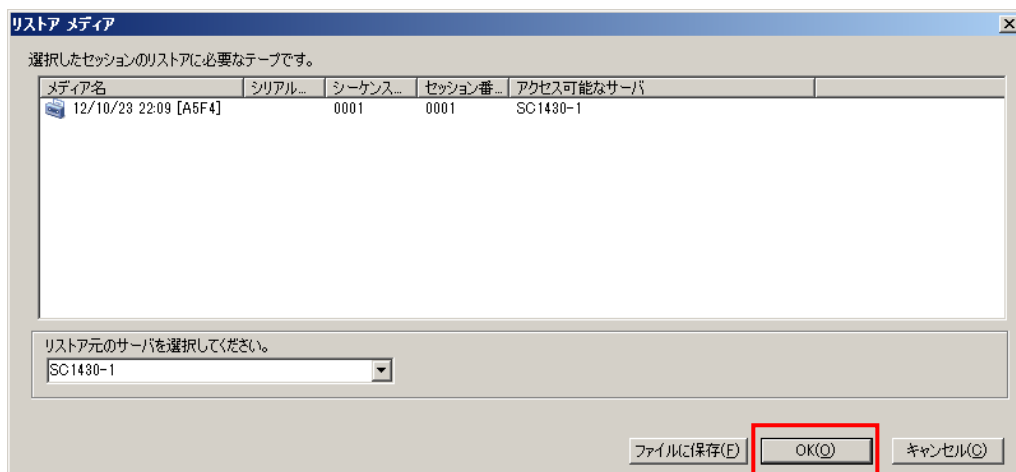 リストア メディア
選択したセッションのリストアに必要なテープです。
メディア名 シリアル... シーケンス... セッション番... アクセス可能なサーバ
12/10/23 22:09 [A5F4] 0001 0001 SC1430-1
リストア元のサーバを選択してください。
SC1430-1
ファイルに保存(F) OK(O) キャンセル(C)